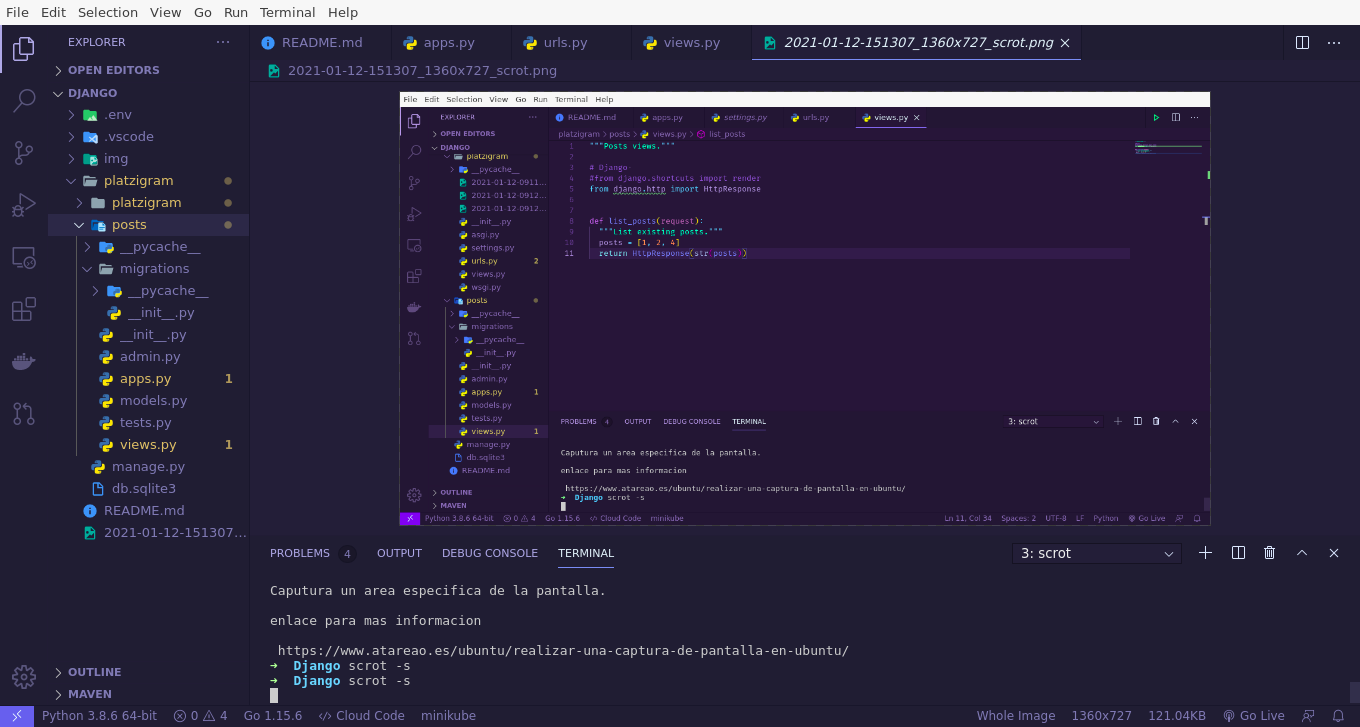 File Edit Selection View Go Run Terminal Help
EXPLORER
README.md
apps.py
urls.py
views.py
2021-01-12-151307_1360x727_scrot.png
OPEN EDITORS
DJANGO
.env
.vscode
img
platzigram
platzigram
posts
__pycache__
migrations
__pycache__
__init__.py
__init__.py
admin.py
apps.py 1
models.py
tests.py
views.py 1
manage.py
db.sqlite3
README.md
2021-01-12-151307...
OUTLINE
MAVEN
2021-01-12-151307_1360x727_scrot.png
File Edit Selection View Go Run Terminal Help
EXPLORER
README.md
apps.py
settings.py
urls.py
views.py
OPEN EDITORS
DJANGO
platzigram
__pycache__
2021-01-12-0911...
2021-01-12-0912...
2021-01-12-0912...
__init__.py
asgi.py
settings.py
urls.py 2
views.py
wsgi.py
posts
__pycache__
migrations
__pycache__
__init__.py
__init__.py
admin.py
apps.py 1
models.py
tests.py
views.py 1
manage.py
db.sqlite3
README.md
OUTLINE
MAVEN
platzigram > posts > views.py > list_posts
1 """Posts views."""
2
3 # Django
4 #from django.shortcuts import render
5 from django.http import HttpResponse
6
7
8 def list_posts(request):
9 """List existing posts."""
10 posts = [1, 2, 4]
11 return HttpResponse(str(posts))
PROBLEMS 4 OUTPUT DEBUG CONSOLE TERMINAL 3: scrot
Caputura un area especifica de la pantalla.
enlace para mas informacion
https://www.atareao.es/ubuntu/realizar-una-captura-de-pantalla-en-ubuntu/
➜ Django scrot -s
Python 3.8.6 64-bit 0 4 Go 1.15.6 Cloud Code minikube Ln 11, Col 34 Spaces: 2 UTF-8 LF Python Go Live
PROBLEMS 4 OUTPUT DEBUG CONSOLE TERMINAL 3: scrot
Caputura un area especifica de la pantalla.
enlace para mas informacion
https://www.atareao.es/ubuntu/realizar-una-captura-de-pantalla-en-ubuntu/
➜ Django scrot -s
➜ Django scrot -s
Python 3.8.6 64-bit 0 4 Go 1.15.6 Cloud Code minikube Whole Image 1360x727 121.04KB Go Live